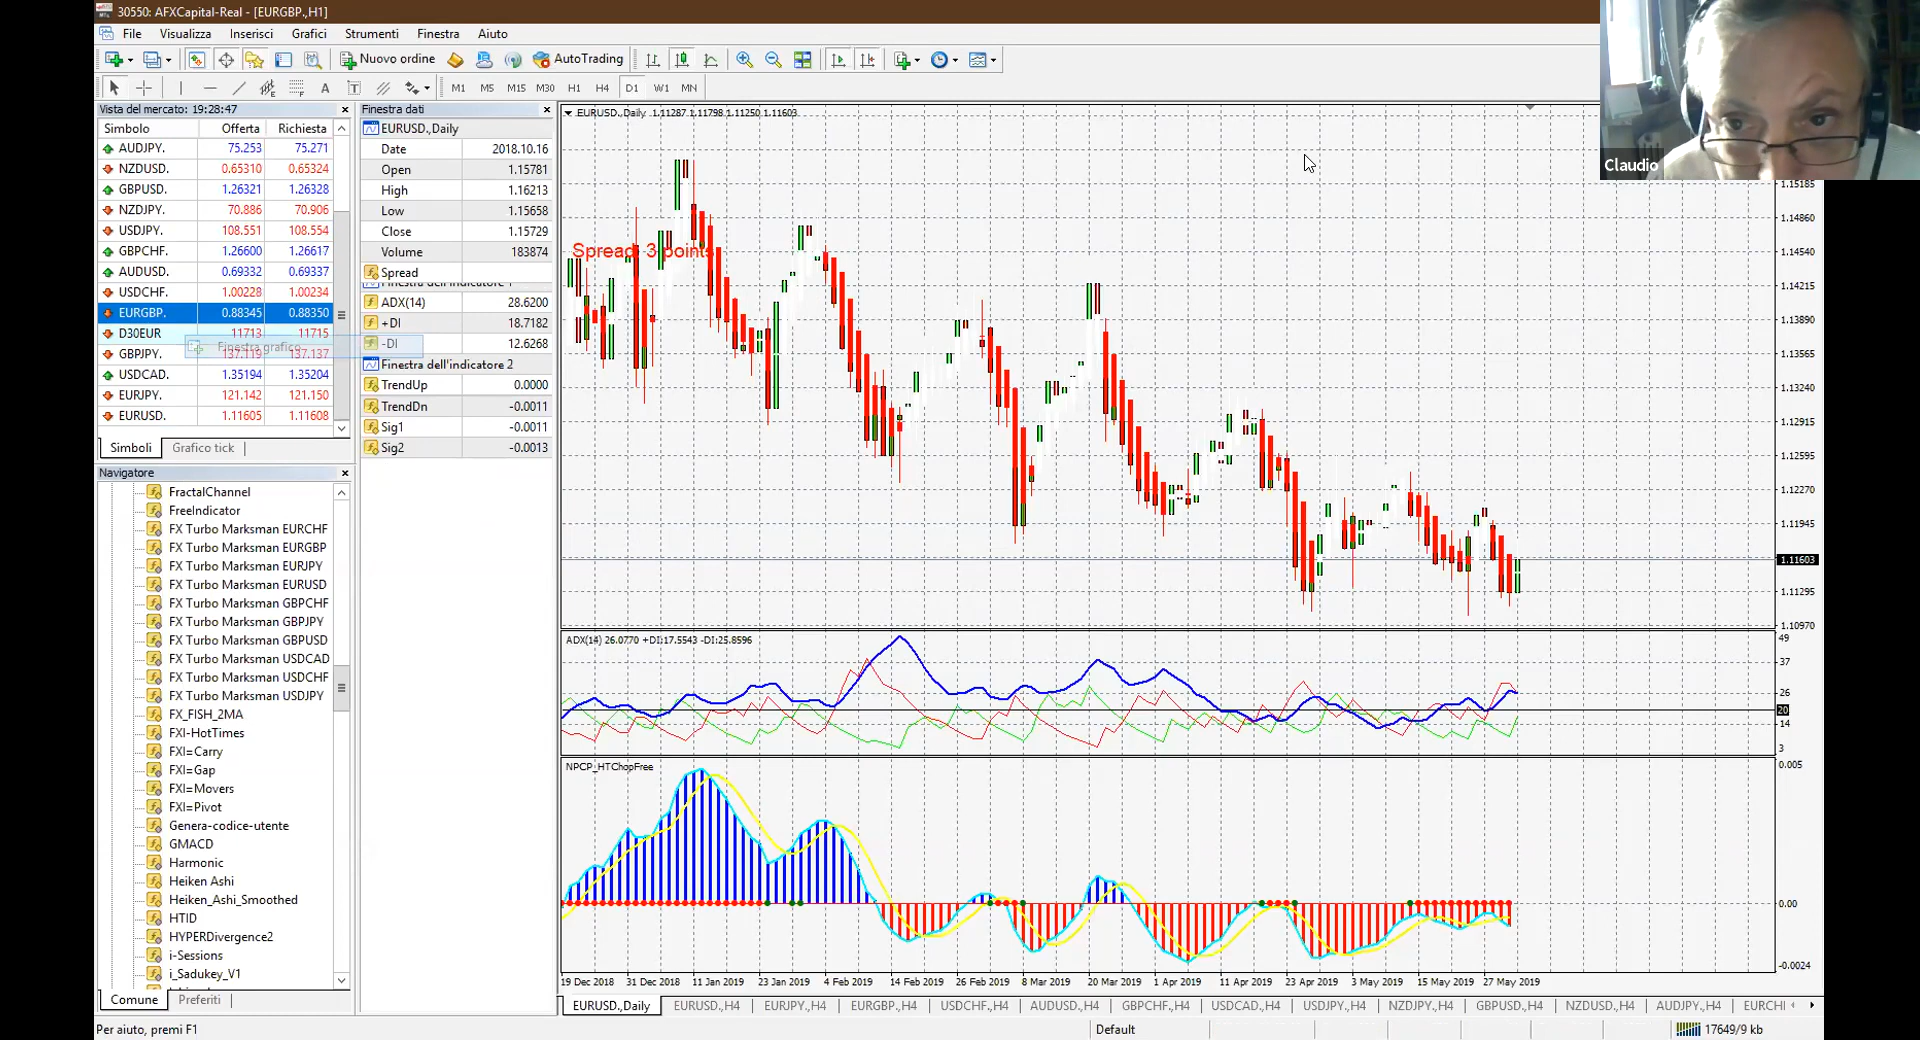 30550: AFXCapital-Real - [EURGBP.,H1]
File Visualizza Inserisci Grafici Strumenti Finestra Aiuto
Nuovo ordine AutoTrading
M1 M5 M15 M30 H1 H4 D1 W1 MN
Claudio
Vista del mercato: 19:28:47
Simbolo Offerta Richiesta
AUDJPY. 75.253 75.271
NZDUSD. 0.65310 0.65324
GBPUSD. 1.26321 1.26328
NZDJPY. 70.886 70.906
USDJPY. 108.551 108.554
GBPCHF. 1.26600 1.26617
AUDUSD. 0.69332 0.69337
USDCHF. 1.00228 1.00234
EURGBP. 0.88345 0.88350
D30EUR 11713 11715
Finestra grafico
GBPJPY. 137.119 137.137
USDCAD. 1.35194 1.35204
EURJPY. 121.142 121.150
EURUSD. 1.11605 1.11608
Simboli Grafico tick
Navigatore
FractalChannel
FreeIndicator
FX Turbo Marksman EURCHF
FX Turbo Marksman EURGBP
FX Turbo Marksman EURJPY
FX Turbo Marksman EURUSD
FX Turbo Marksman GBPCHF
FX Turbo Marksman GBPJPY
FX Turbo Marksman GBPUSD
FX Turbo Marksman USDCAD
FX Turbo Marksman USDCHF
FX Turbo Marksman USDJPY
FX_FISH_2MA
FXI-HotTimes
FXI=Carry
FXI=Gap
FXI=Movers
FXI=Pivot
Genera-codice-utente
GMACD
Harmonic
Heiken Ashi
Heiken_Ashi_Smoothed
HTID
HYPERDivergence2
i-Sessions
i_Sadukey_V1
Comune Preferiti
Finestra dati
EURUSD.,Daily
Date 2018.10.16
Open 1.15781
High 1.16213
Low 1.15658
Close 1.15729
Volume 183874
Spread
Finestra dell'indicatore 1
ADX(14) 28.6200
+DI 18.7182
-DI 12.6268
Finestra dell'indicatore 2
TrendUp 0.0000
TrendDn -0.0011
Sig1 -0.0011
Sig2 -0.0013
EURUSD.,Daily 1.11287 1.11798 1.11250 1.11603
Spread: 3 points
1.15185
1.14860
1.14540
1.14215
1.13890
1.13565
1.13240
1.12915
1.12595
1.12270
1.11945
1.11603
1.11295
1.10970
ADX(14) 26.0770 +DI:17.5543 -DI:25.8596
49
37
26
20
14
3
NPCP_HTChopFree
0.005
0.00
-0.0024
19 Dec 2018 31 Dec 2018 11 Jan 2019 23 Jan 2019 4 Feb 2019 14 Feb 2019 26 Feb 2019 8 Mar 2019 20 Mar 2019 1 Apr 2019 11 Apr 2019 23 Apr 2019 3 May 2019 15 May 2019 27 May 2019
EURUSD.,Daily EURUSD.,H4 EURJPY.,H4 EURGBP.,H4 USDCHF.,H4 AUDUSD.,H4 GBPCHF.,H4 USDCAD.,H4 USDJPY.,H4 NZDJPY.,H4 GBPUSD.,H4 NZDUSD.,H4 AUDJPY.,H4 EURCHI
Per aiuto, premi F1 Default 17649/9 kb